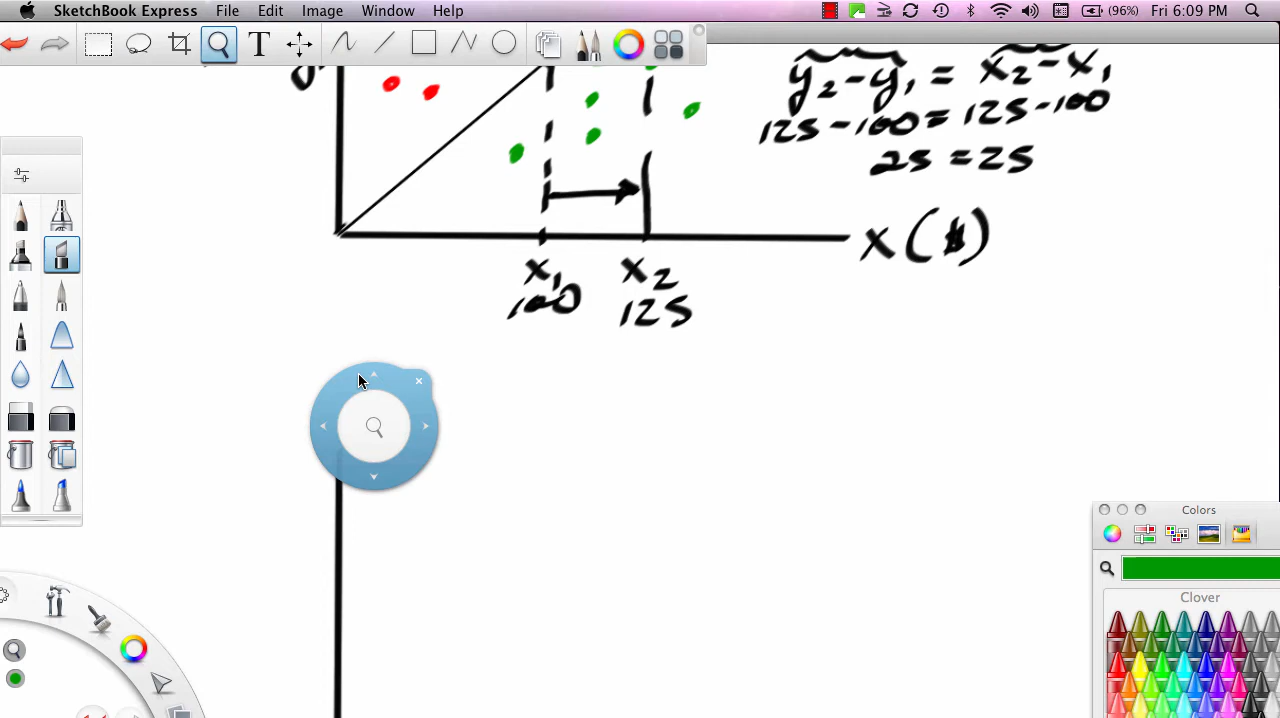 SketchBook Express File Edit Image Window Help (96%) Fri 6:09 PM
T
y₂-y₁ = x₂-x₁
125-100=125-100
25 = 25
x( )
x₁ x₂
100 125
Colors
Clover